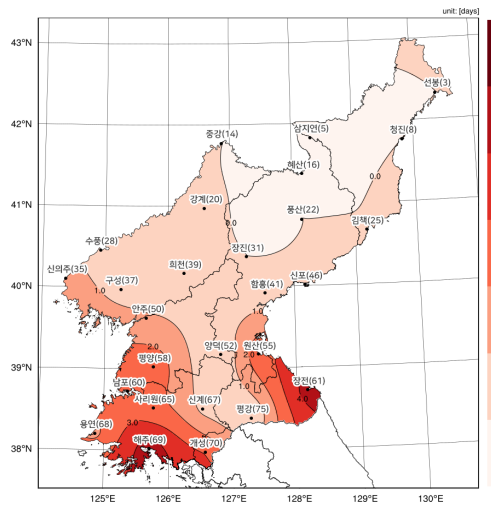 unit: [days]
43°N
선봉(3)
42°N
중강(14)
삼지연(5)
청진(8)
혜산(16)
0.0
41°N
강계(20)
풍산(22)
김책(25)
0.0
수풍(28)
장진(31)
신의주(35)
희천(39)
구성(37)
신포(46)
함흥(41)
40°N
1.0
안주(50)
1.0
2.0
양덕(52)
원산(55)
2.0
평양(58)
39°N
남포(60)
1.0
장전(61)
사리원(65)
신계(67)
4.0
평강(75)
용연(68)
3.0
해주(69)
개성(70)
38°N
125°E
126°E
127°E
128°E
129°E
130°E